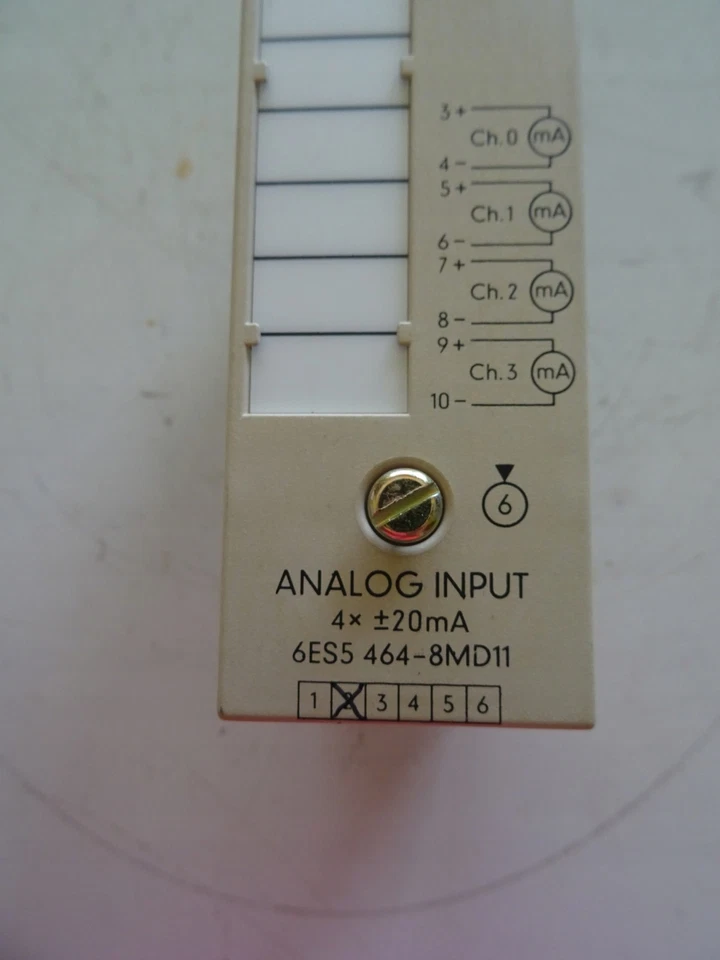 3+
Ch.0 mA
4-
5+
Ch.1 mA
6-
7+
Ch.2 mA
8-
9+
Ch.3 mA
10-
6
ANALOG INPUT
4× ±20mA
6ES5 464-8MD11
1 2 3 4 5 6